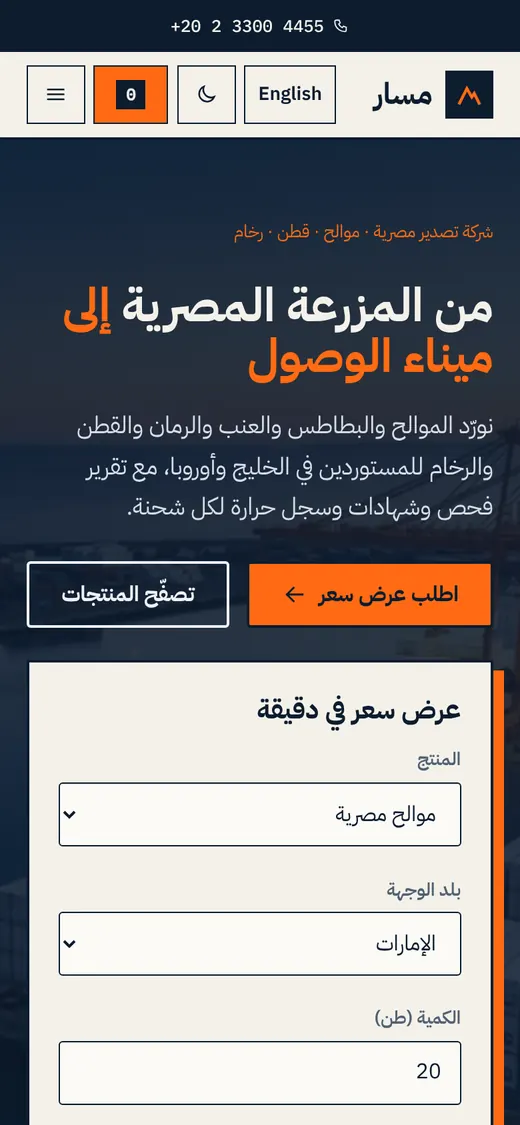 +20 2 3300 4455
مسار
English
0
شركة تصدير مصرية · موالح · قطن · رخام
من المزرعة المصرية إلى
ميناء الوصول
نورّد الموالح والبطاطس والعنب والرمان والقطن
والرخام للمستوردين في الخليج وأوروبا، مع تقرير
فحص وشهادات وسجل حرارة لكل شحنة.
اطلب عرض سعر ←
تصفّح المنتجات
عرض سعر في دقيقة
المنتج
موالح مصرية
بلد الوجهة
الإمارات
الكمية (طن)
20